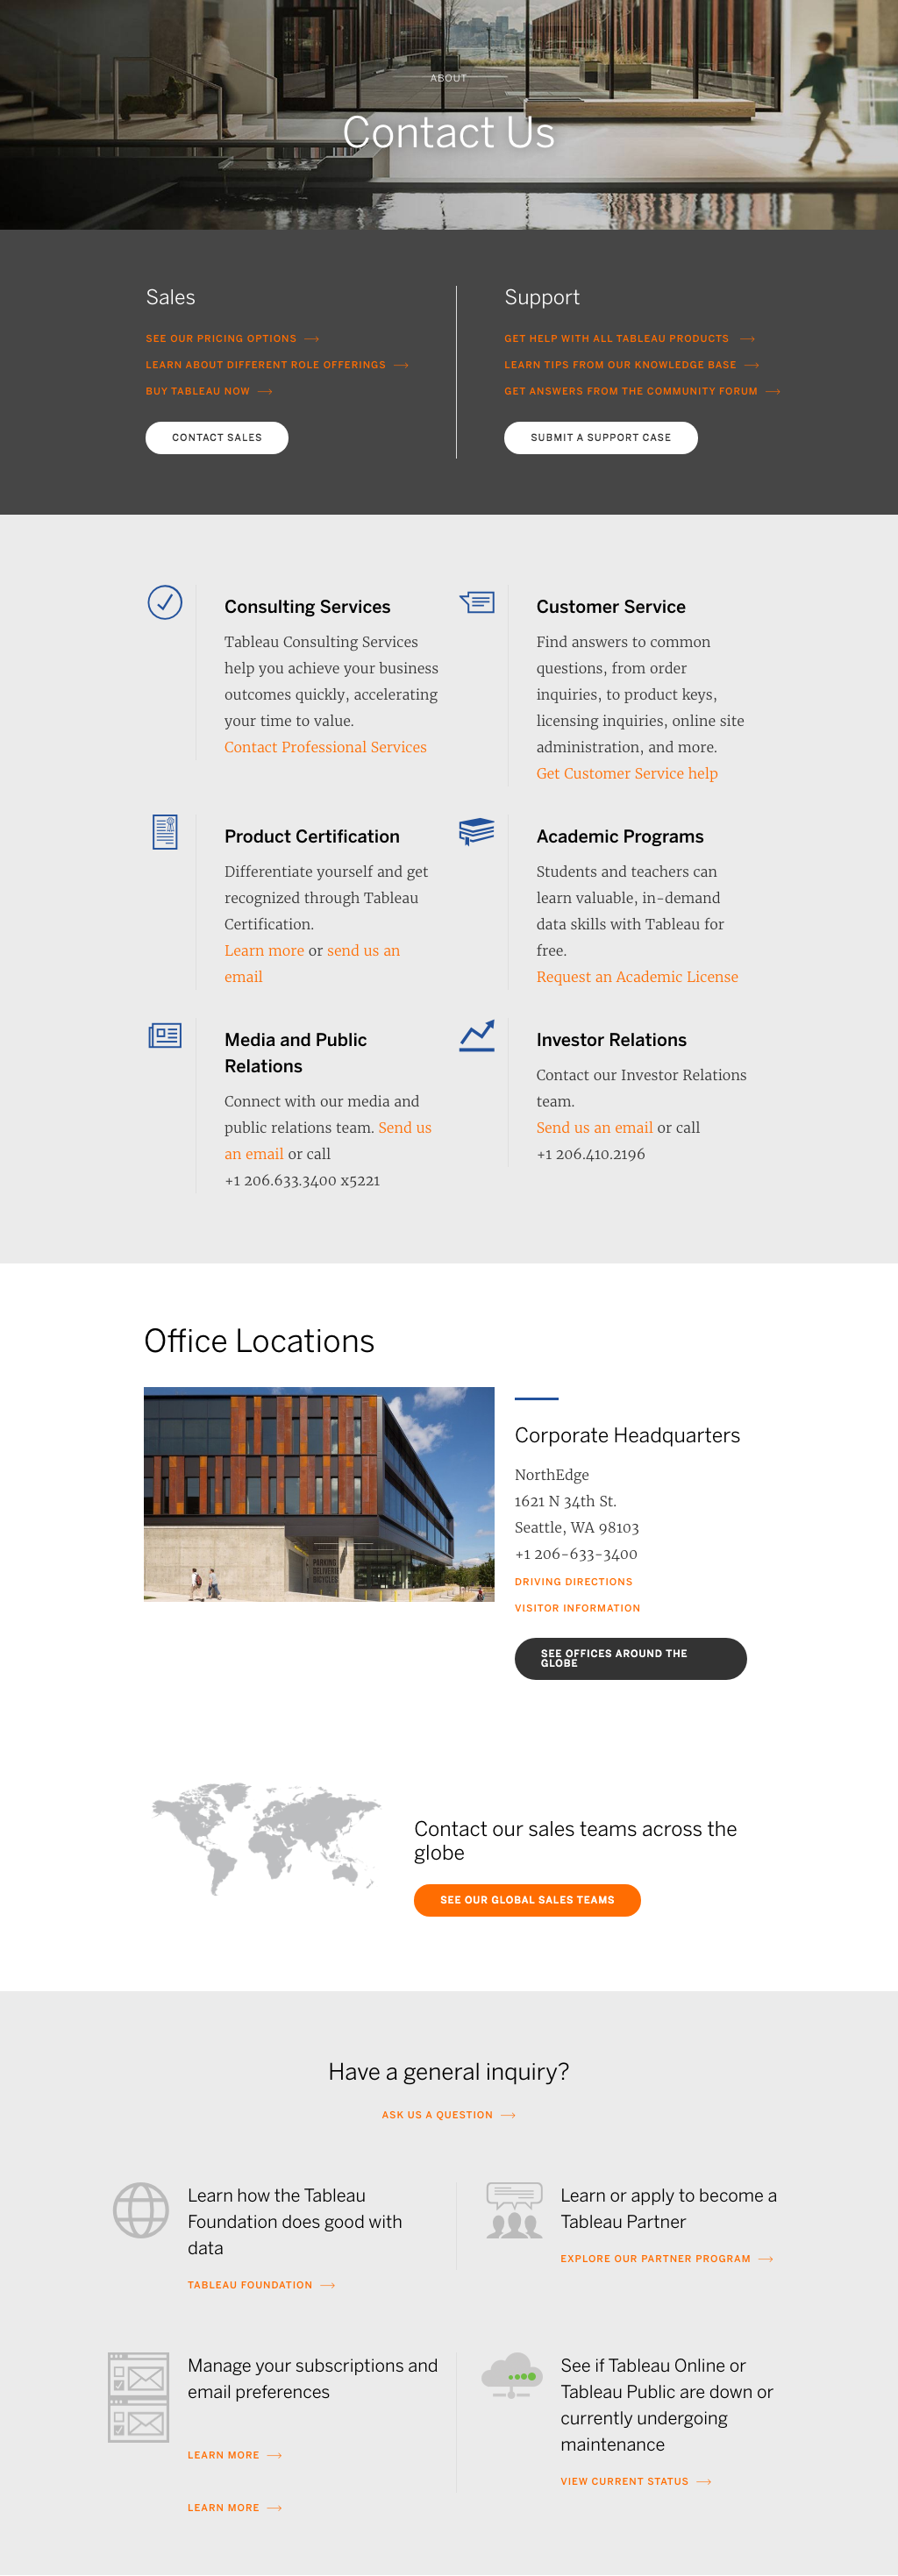 ABOUT
Contact Us
Sales
SEE OUR PRICING OPTIONS
LEARN ABOUT DIFFERENT ROLE OFFERINGS
BUY TABLEAU NOW
CONTACT SALES
Support
GET HELP WITH ALL TABLEAU PRODUCTS
LEARN TIPS FROM OUR KNOWLEDGE BASE
GET ANSWERS FROM THE COMMUNITY FORUM
SUBMIT A SUPPORT CASE
Consulting Services
Tableau Consulting Services
help you achieve your business
outcomes quickly, accelerating
your time to value.
Contact Professional Services
Customer Service
Find answers to common
questions, from order
inquiries, to product keys,
licensing inquiries, online site
administration, and more.
Get Customer Service help
Product Certification
Differentiate yourself and get
recognized through Tableau
Certification.
Learn more or send us an
email
Academic Programs
Students and teachers can
learn valuable, in-demand
data skills with Tableau for
free.
Request an Academic License
Media and Public
Relations
Connect with our media and
public relations team. Send us
an email or call
+1 206.633.3400 x5221
Investor Relations
Contact our Investor Relations
team.
Send us an email or call
+1 206.410.2196
Office Locations
PARKING
DELIVERIES
BICYCLES
Corporate Headquarters
NorthEdge
1621 N 34th St.
Seattle, WA 98103
+1 206-633-3400
DRIVING DIRECTIONS
VISITOR INFORMATION
SEE OFFICES AROUND THE
GLOBE
Contact our sales teams across the
globe
SEE OUR GLOBAL SALES TEAMS
Have a general inquiry?
ASK US A QUESTION
Learn how the Tableau
Foundation does good with
data
TABLEAU FOUNDATION
Learn or apply to become a
Tableau Partner
EXPLORE OUR PARTNER PROGRAM
Manage your subscriptions and
email preferences
LEARN MORE
LEARN MORE
See if Tableau Online or
Tableau Public are down or
currently undergoing
maintenance
VIEW CURRENT STATUS